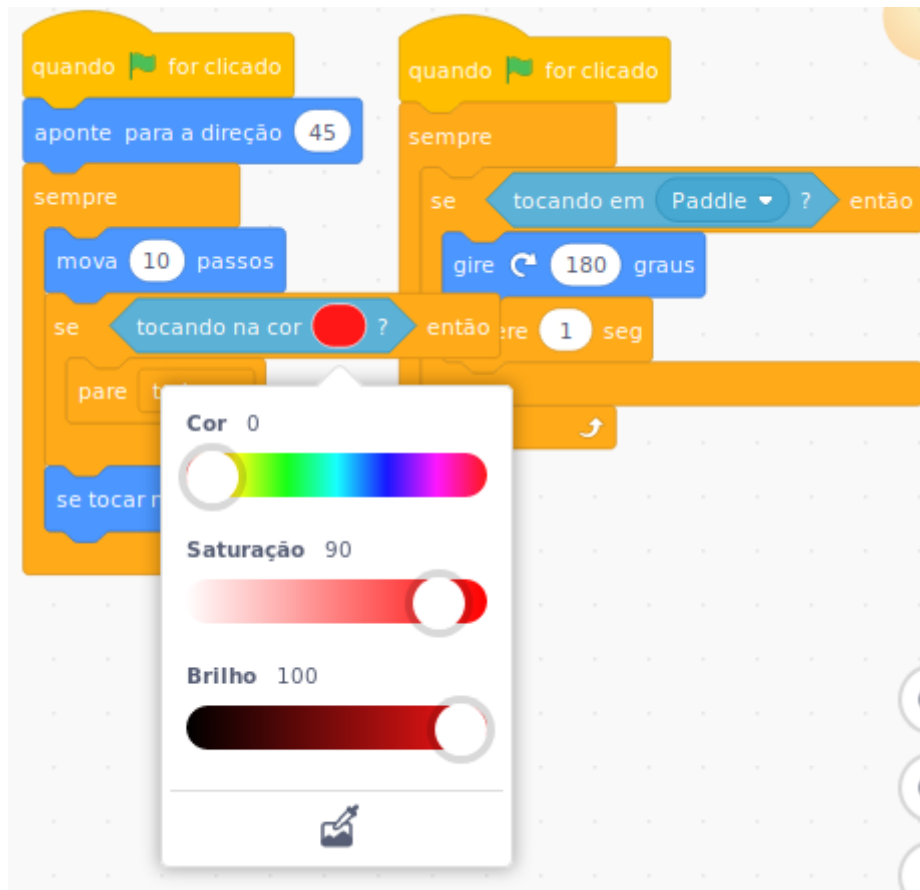 quando for clicado
aponte para a direção 45
sempre
mova 10 passos
se tocando na cor ? então
pare
se tocar
quando for clicado
sempre
se tocando em Paddle ? então
gire 180 graus
1 seg
Cor 0
Saturação 90
Brilho 100